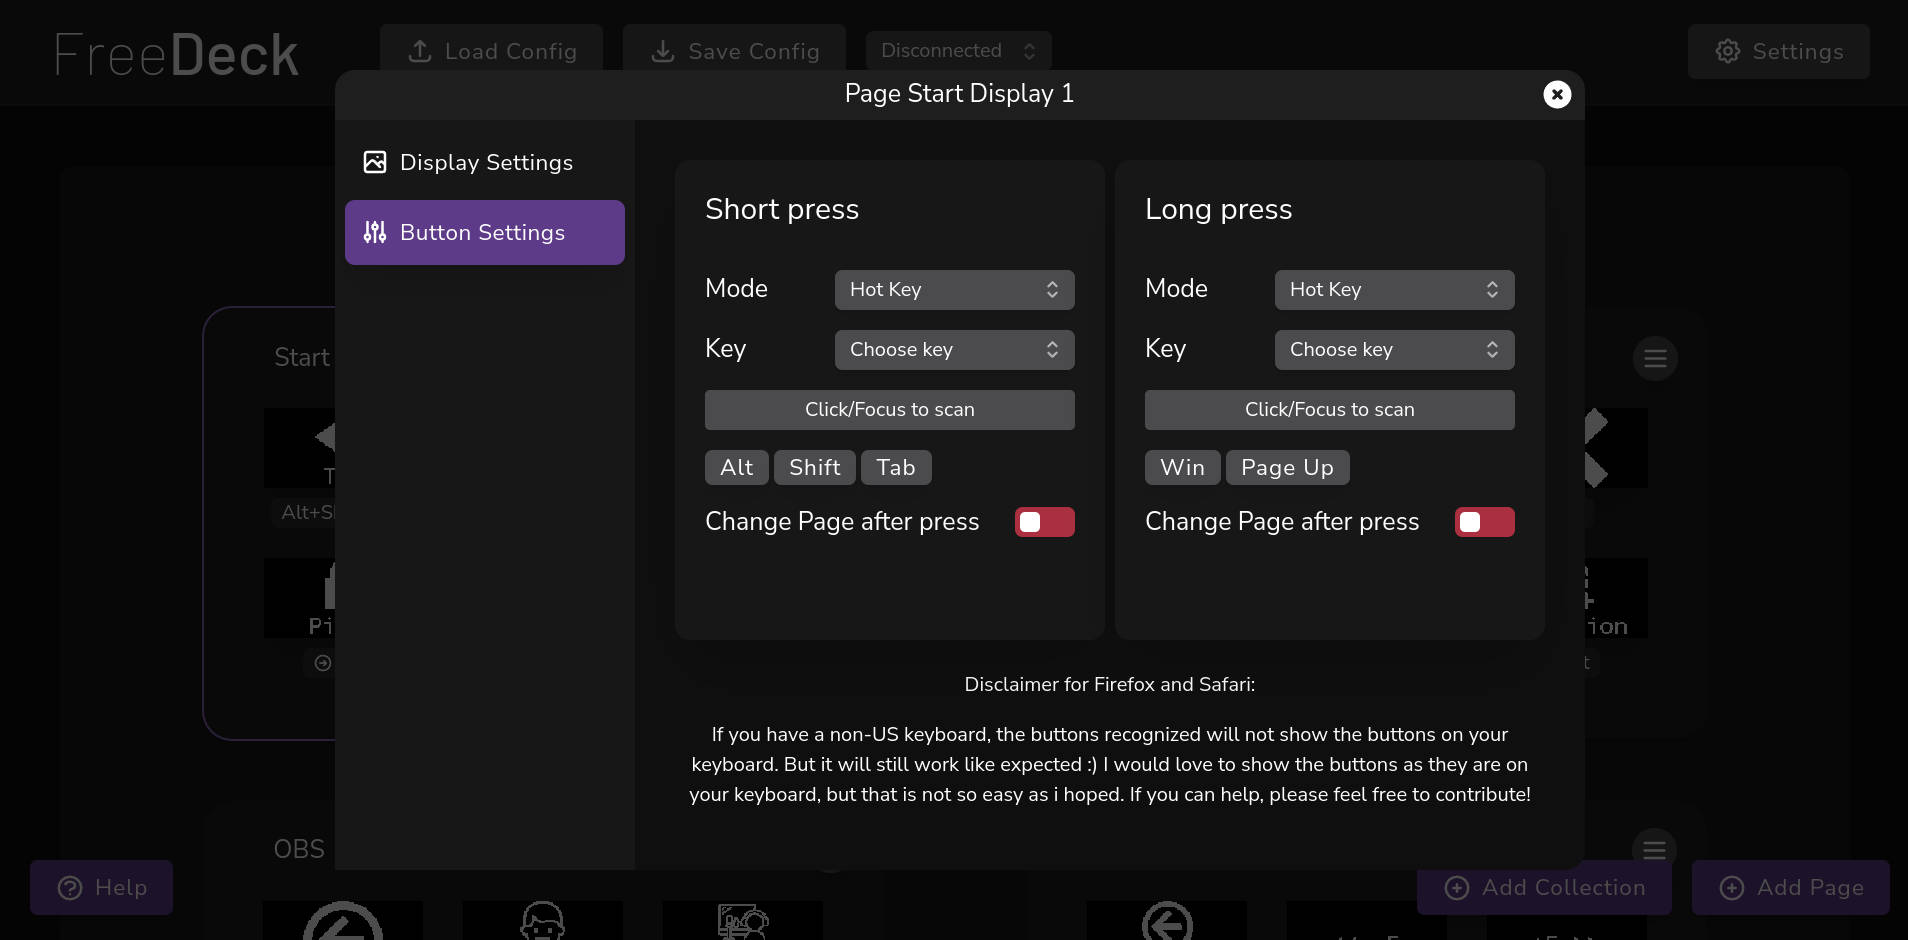 FreeDeck
Load Config
Save Config
Disconnected
Settings
Page Start Display 1
Display Settings
Button Settings
Short press
Mode
Hot Key
Key
Choose key
Click/Focus to scan
Alt
Shift
Tab
Change Page after press
Long press
Mode
Hot Key
Key
Choose key
Click/Focus to scan
Win
Page Up
Change Page after press
Disclaimer for Firefox and Safari:
If you have a non-US keyboard, the buttons recognized will not show the buttons on your
keyboard. But it will still work like expected :) I would love to show the buttons as they are on
your keyboard, but that is not so easy as i hoped. If you can help, please feel free to contribute!
Start
OBS
Help
Add Collection
Add Page